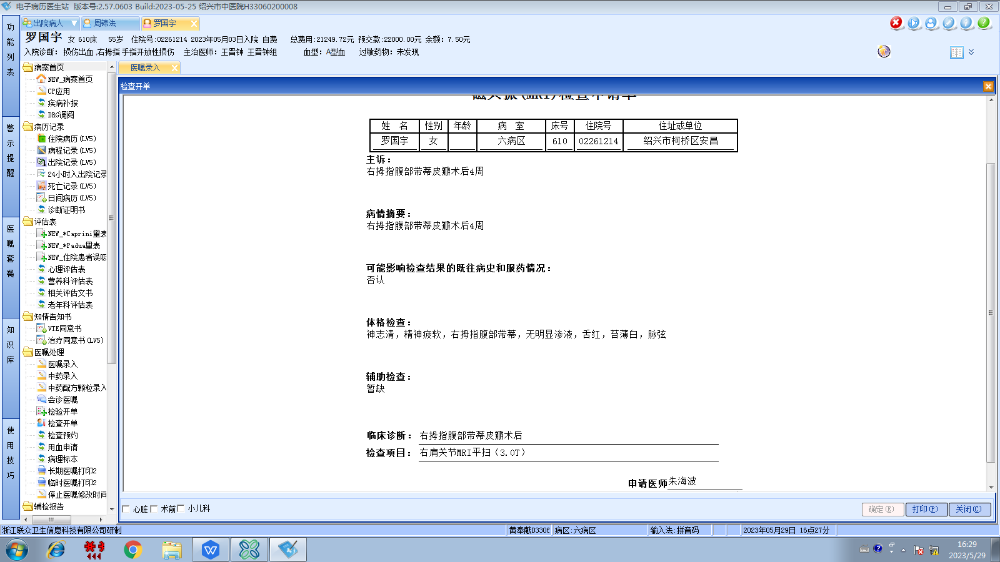 电子病历医生站 版本号:2.57.0603 Build:2023-05-25 绍兴市中医院H33060200008
功能列表
警示提醒
医嘱套餐
知识库
使用技巧
出院病人 周锦法 罗国宇
罗国宇 女 610床 55岁 住院号:02261214 2023年05月03日入院 自费 总费用:21249.72元 预交款:22000.00元 余额: 7.50元
入院诊断: 损伤出血 ,右拇指 手指开放性损伤 主治医师: 王晋钟 王晋钟组 血型: A型血 过敏药物: 未发现
病案首页
NEW_病案首页
CP应用
疾病补报
DRG调阅
病历记录
住院病历(LV5)
病程记录(LV5)
出院记录(LV5)
24小时入出院记录
死亡记录(LV5)
日间病历(LV5)
诊断证明书
评估表
NEW_*Caprini量表
NEW_*Padua量表
NEW_住院患者误吸
心理评估表
营养科评估表
相关评估文书
老年科评估表
知情告知书
VTE同意书
治疗同意书(LV5)
医嘱处理
医嘱录入
中药录入
中药配方颗粒录入
会诊医嘱
检验开单
检查开单
检查预约
用血申请
病理标本
长期医嘱打印2
临时医嘱打印2
停止医嘱修改时间
辅检报告
医嘱录入
检查开单
磁共振(MRI)检查申请单
姓 名 性别 年龄 病 室 床号 住院号 住址或单位
罗国宇 女 六病区 610 02261214 绍兴市柯桥区安昌
主诉:
右拇指腹部带蒂皮瓣术后4周
病情摘要:
右拇指腹部带蒂皮瓣术后4周
可能影响检查结果的既往病史和服药情况:
否认
体格检查:
神志清，精神疲软，右拇指腹部带蒂，无明显渗液，舌红，苔薄白，脉弦
辅助检查:
暂缺
临床诊断: 右拇指腹部带蒂皮瓣术后
检查项目: 右肩关节MRI平扫（3.0T）
申请医师 朱海波
心脏 术前 小儿科
确定(E) 打印(P) 关闭(C)
浙江联众卫生信息科技有限公司研制 黄奉献D3306 病区:六病区 输入法:拼音码 2023年05月29日 16点27分
16:29
2023/5/29